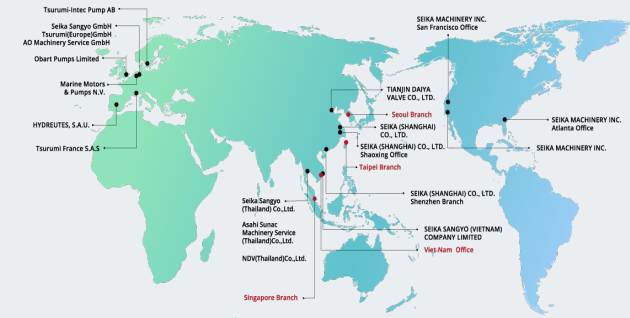 Tsurumi-Intec Pump AB
Seika Sangyo GmbH
Tsurumi(Europe)GmbH
AO Machinery Service GmbH
Obart Pumps Limited
Marine Motors
& Pumps N.V.
HYDREUTES, S.A.U.
Tsurumi France S.A.S
SEIKA MACHINERY INC.
San Francisco Office
TIANJIN DAIYA
VALVE CO., LTD.
Seoul Branch
SEIKA (SHANGHAI)
CO., LTD.
SEIKA (SHANGHAI) CO., LTD.
Shaoxing Office
Taipei Branch
SEIKA MACHINERY INC.
Atlanta Office
SEIKA MACHINERY INC.
SEIKA (SHANGHAI) CO., LTD.
Shenzhen Branch
Seika Sangyo
(Thailand) Co.,Ltd.
Asahi Sunac
Machinery Service
(Thailand)Co.,Ltd.
NDV(Thailand)Co.,Ltd.
SEIKA SANGYO (VIETNAM)
COMPANY LIMITED
Viet Nam Office
Singapore Branch